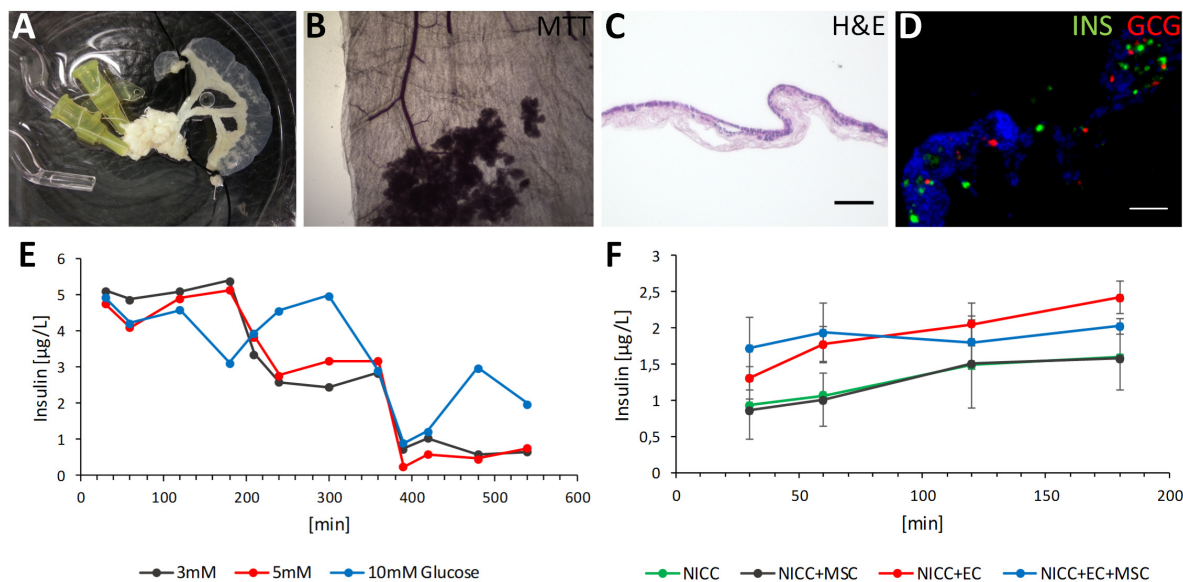 A
B
MTT
C
H&E
D
INS GCG
E
6
5
4
3
2
1
0
Insulin [µg/L]
0 100 200 300 400 500 600
[min]
3mM 5mM 10mM Glucose
F
3
2,5
2
1,5
1
0,5
0
Insulin [µg/L]
0 50 100 150 200
[min]
NICC NICC+MSC NICC+EC NICC+EC+MSC